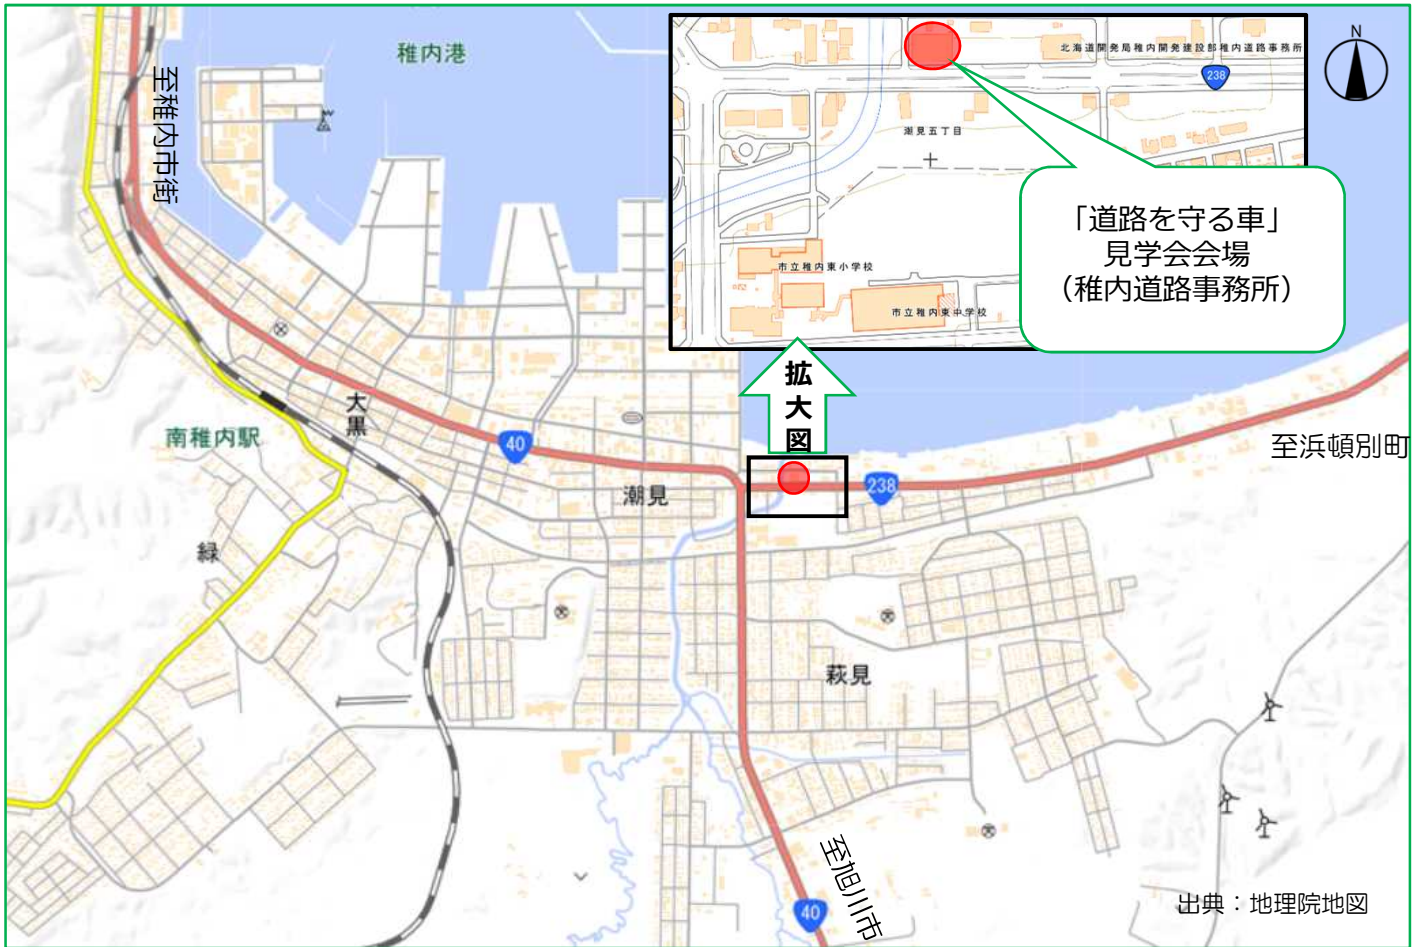 稚内港
至稚内市街
北海道開発局稚内開発建設部稚内道路事務所
238
潮見五丁目
市立稚内東小学校
市立稚内東中学校
N
「道路を守る車」
見学会会場
(稚内道路事務所)
拡大図
大黒
南稚内駅
40
潮見
238
至浜頓別町
緑
萩見
至旭川市
40
出典:地理院地図